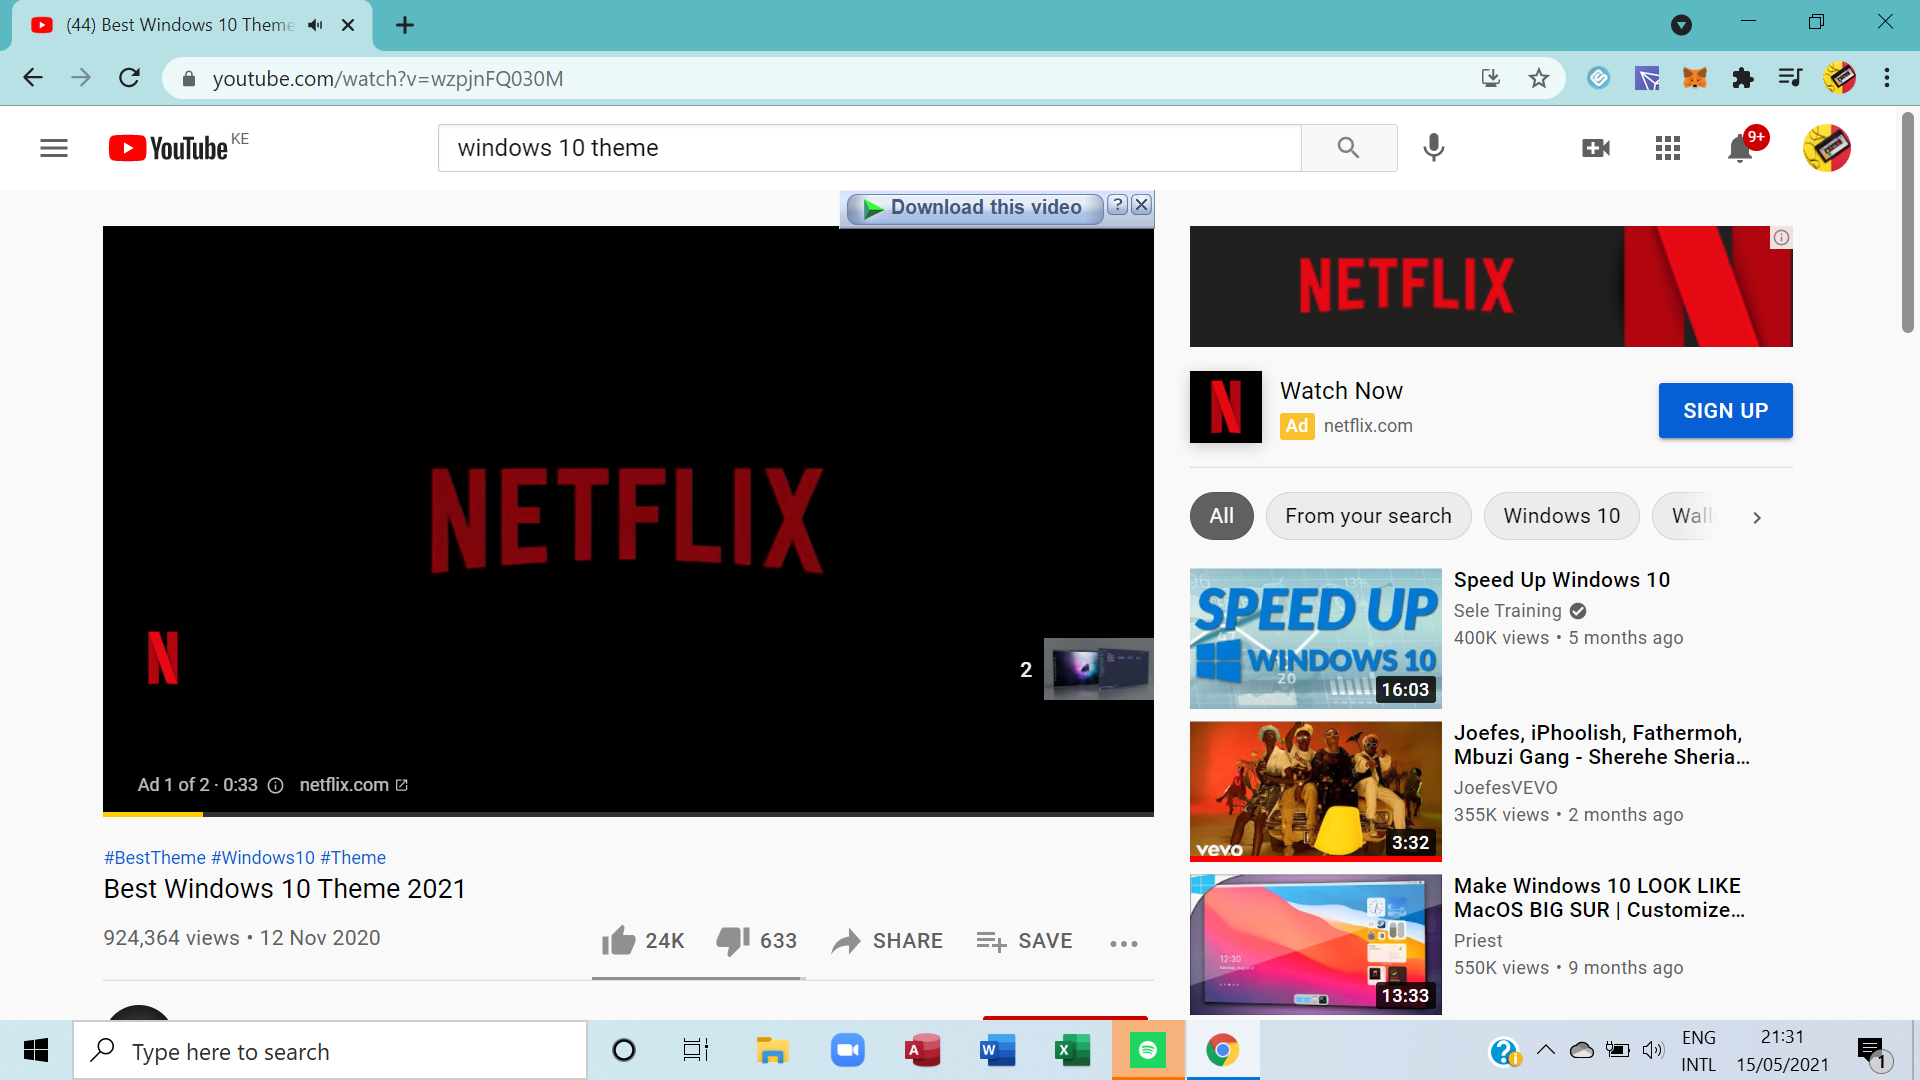 (44) Best Windows 10 Theme
youtube.com/watch?v=wzpjnFQ030M
YouTube KE
windows 10 theme
9+
Download this video ?
NETFLIX
NETFLIX
N
2
Ad 1 of 2 · 0:33 netflix.com
N
Watch Now
Ad netflix.com
SIGN UP
All From your search Windows 10 Wall
SPEED UP
WINDOWS 10
16:03
Speed Up Windows 10
Sele Training
400K views • 5 months ago
vevo
3:32
Joefes, iPhoolish, Fathermoh,
Mbuzi Gang - Sherehe Sheria...
JoefesVEVO
355K views • 2 months ago
12:30
13:33
Make Windows 10 LOOK LIKE
MacOS BIG SUR | Customize...
Priest
550K views • 9 months ago
#BestTheme #Windows10 #Theme
Best Windows 10 Theme 2021
924,364 views • 12 Nov 2020
24K 633 SHARE SAVE
Type here to search
ENG
INTL
21:31
15/05/2021
1